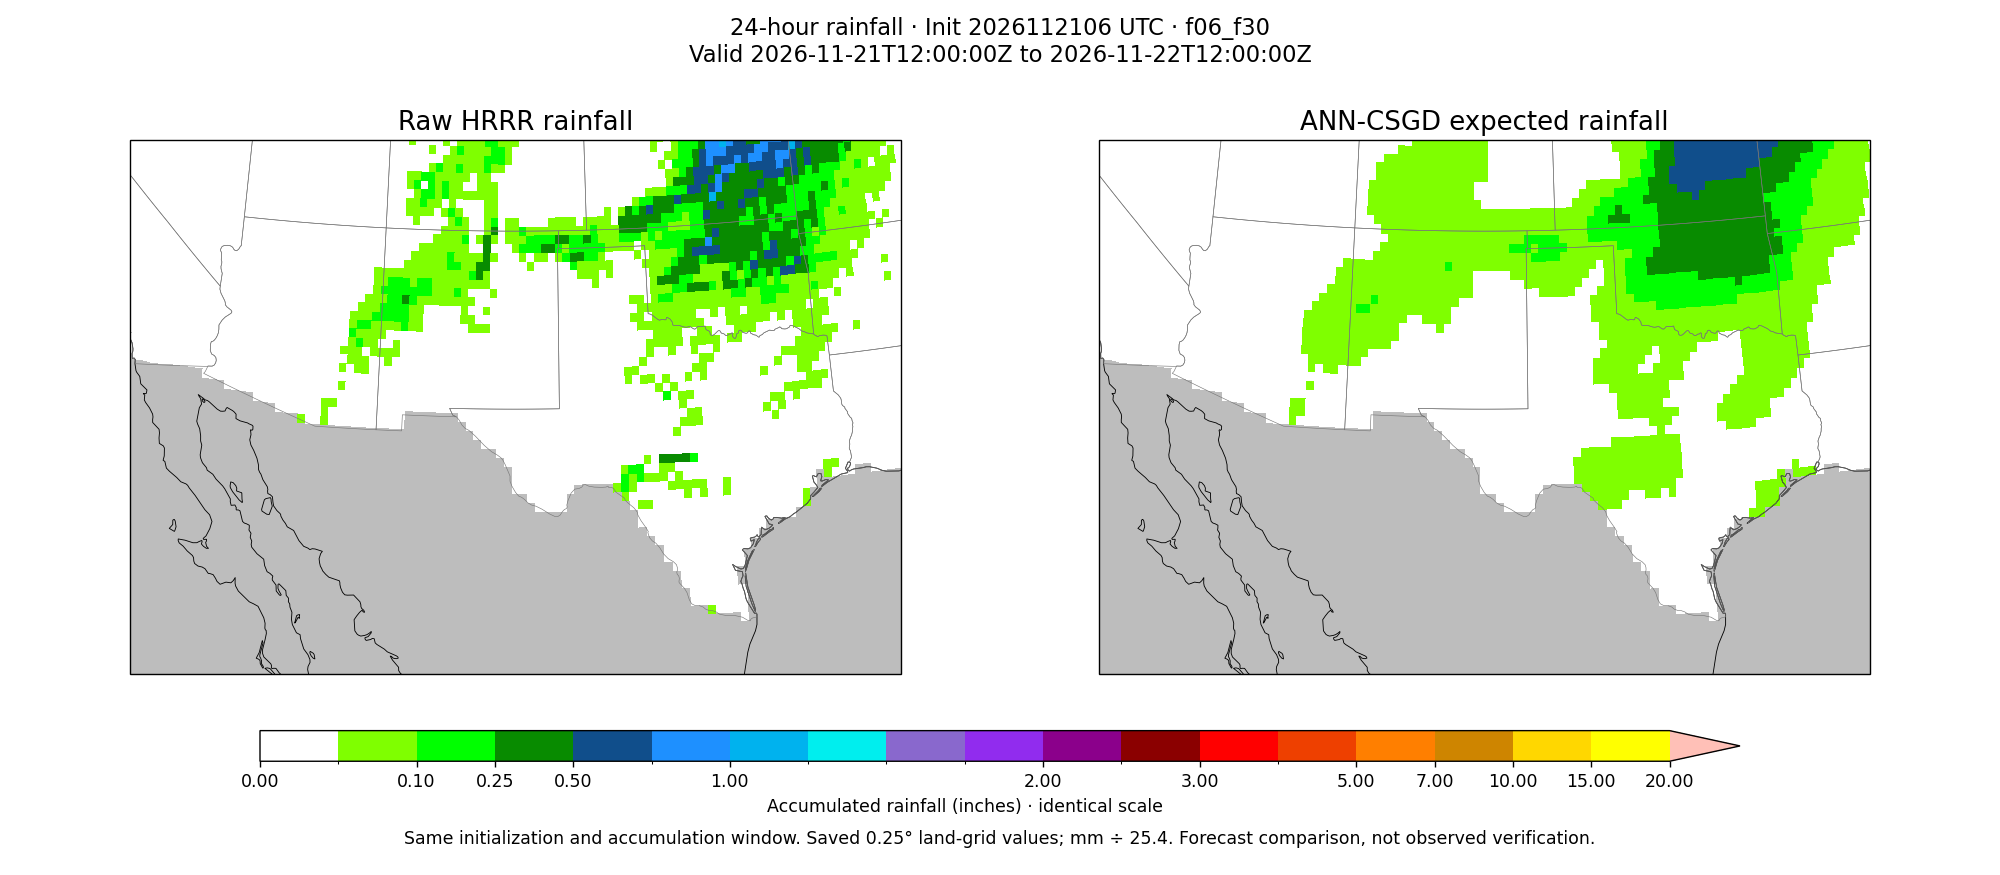 24-hour rainfall · Init 2026112106 UTC · f06_f30
Valid 2026-11-21T12:00:00Z to 2026-11-22T12:00:00Z
Raw HRRR rainfall
ANN-CSGD expected rainfall
0.00 0.10 0.25 0.50 1.00 2.00 3.00 5.00 7.00 10.00 15.00 20.00
Accumulated rainfall (inches) · identical scale
Same initialization and accumulation window. Saved 0.25° land-grid values; mm ÷ 25.4. Forecast comparison, not observed verification.